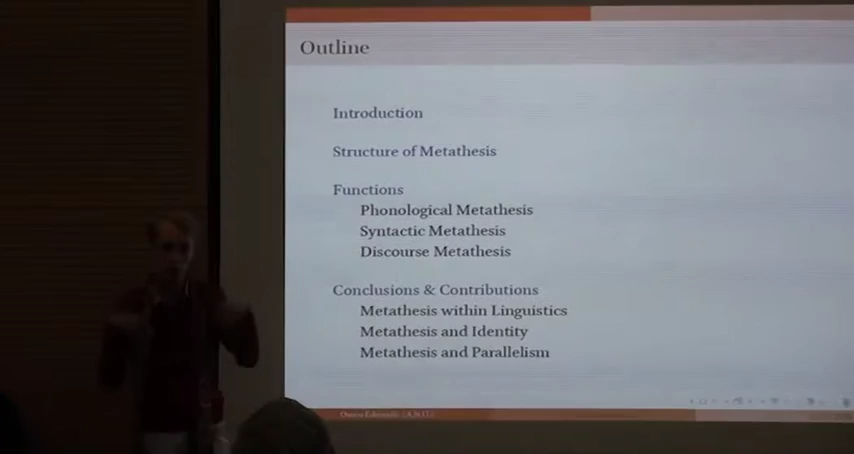 Outline
Introduction
Structure of Metathesis
Functions
Phonological Metathesis
Syntactic Metathesis
Discourse Metathesis
Conclusions & Contributions
Metathesis within Linguistics
Metathesis and Identity
Metathesis and Parallelism